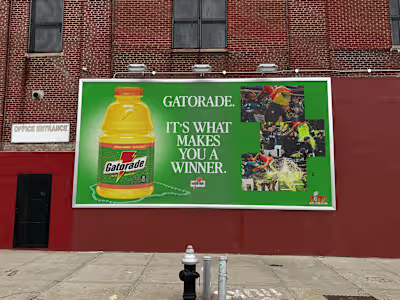 GATORADE.
IT'S WHAT
MAKES
YOU A
WINNER.
Gatorade
OFFICE ENTRANCE